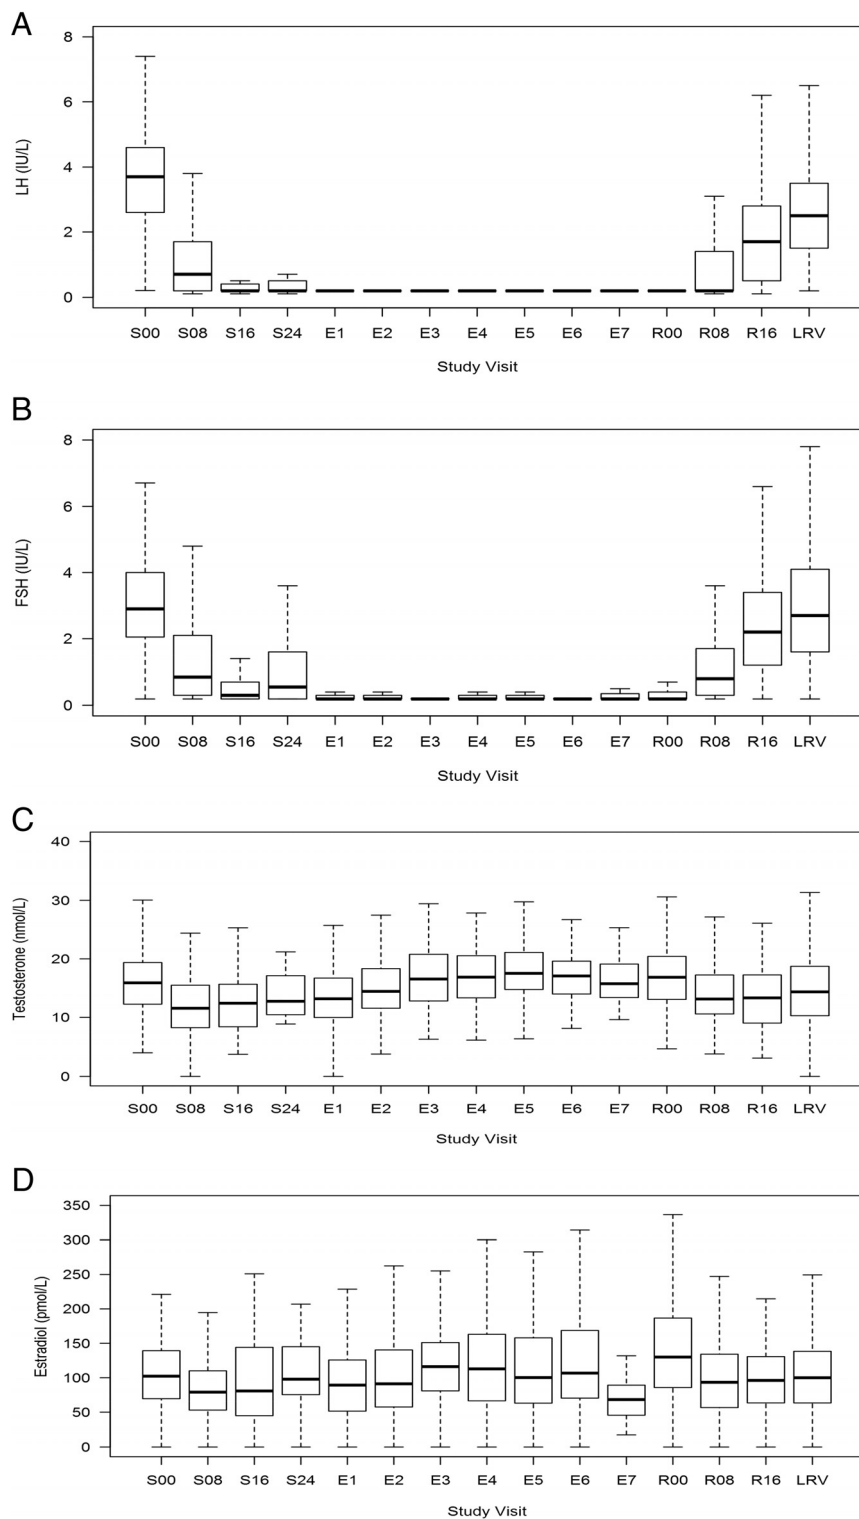 A
8
6
4
2
0
LH (IU/L)
S00 S08 S16 S24 E1 E2 E3 E4 E5 E6 E7 R00 R08 R16 LRV
Study Visit
B
8
6
4
2
0
FSH (IU/L)
S00 S08 S16 S24 E1 E2 E3 E4 E5 E6 E7 R00 R08 R16 LRV
Study Visit
C
40
30
20
10
0
Testosterone (nmol/L)
S00 S08 S16 S24 E1 E2 E3 E4 E5 E6 E7 R00 R08 R16 LRV
Study Visit
D
350
300
250
200
150
100
50
0
Estradiol (pmol/L)
S00 S08 S16 S24 E1 E2 E3 E4 E5 E6 E7 R00 R08 R16 LRV
Study Visit